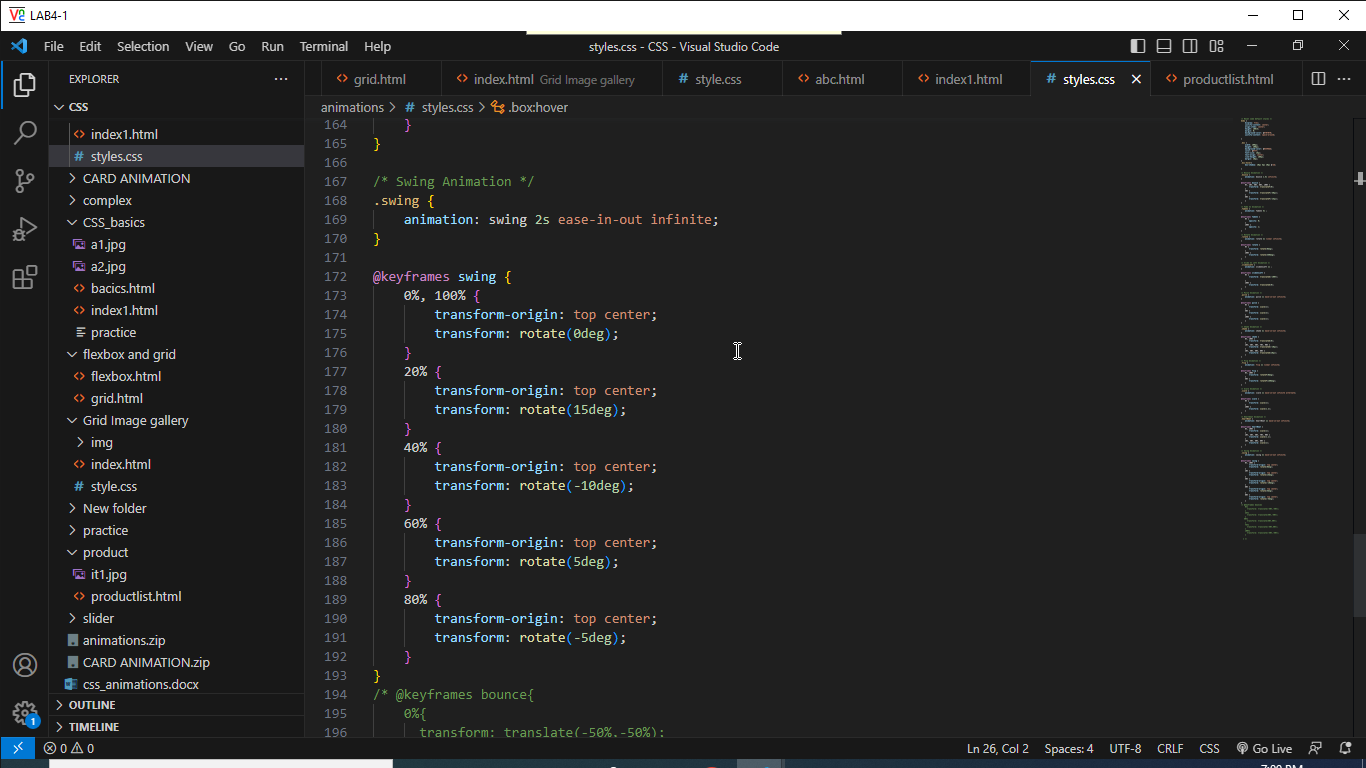 LAB4-1
File Edit Selection View Go Run Terminal Help
styles.css - CSS - Visual Studio Code
EXPLORER
grid.html
index.html Grid Image gallery
style.css
abc.html
index1.html
styles.css
productlist.html
CSS
index1.html
styles.css
CARD ANIMATION
complex
CSS_basics
a1.jpg
a2.jpg
bacics.html
index1.html
practice
flexbox and grid
flexbox.html
grid.html
Grid Image gallery
img
index.html
style.css
New folder
practice
product
it1.jpg
productlist.html
slider
animations.zip
CARD ANIMATION.zip
css_animations.docx
OUTLINE
TIMELINE
1
animations > # styles.css > .box:hover
164 }
165 }
166
167 /* Swing Animation */
168 .swing {
169 animation: swing 2s ease-in-out infinite;
170 }
171
172 @keyframes swing {
173 0%, 100% {
174 transform-origin: top center;
175 transform: rotate(0deg);
176 }
177 20% {
178 transform-origin: top center;
179 transform: rotate(15deg);
180 }
181 40% {
182 transform-origin: top center;
183 transform: rotate(-10deg);
184 }
185 60% {
186 transform-origin: top center;
187 transform: rotate(5deg);
188 }
189 80% {
190 transform-origin: top center;
191 transform: rotate(-5deg);
192 }
193 }
194 /* @keyframes bounce{
195 0%{
196 transform: translate(-50%,-50%);
0 0
Ln 26, Col 2 Spaces: 4 UTF-8 CRLF CSS Go Live